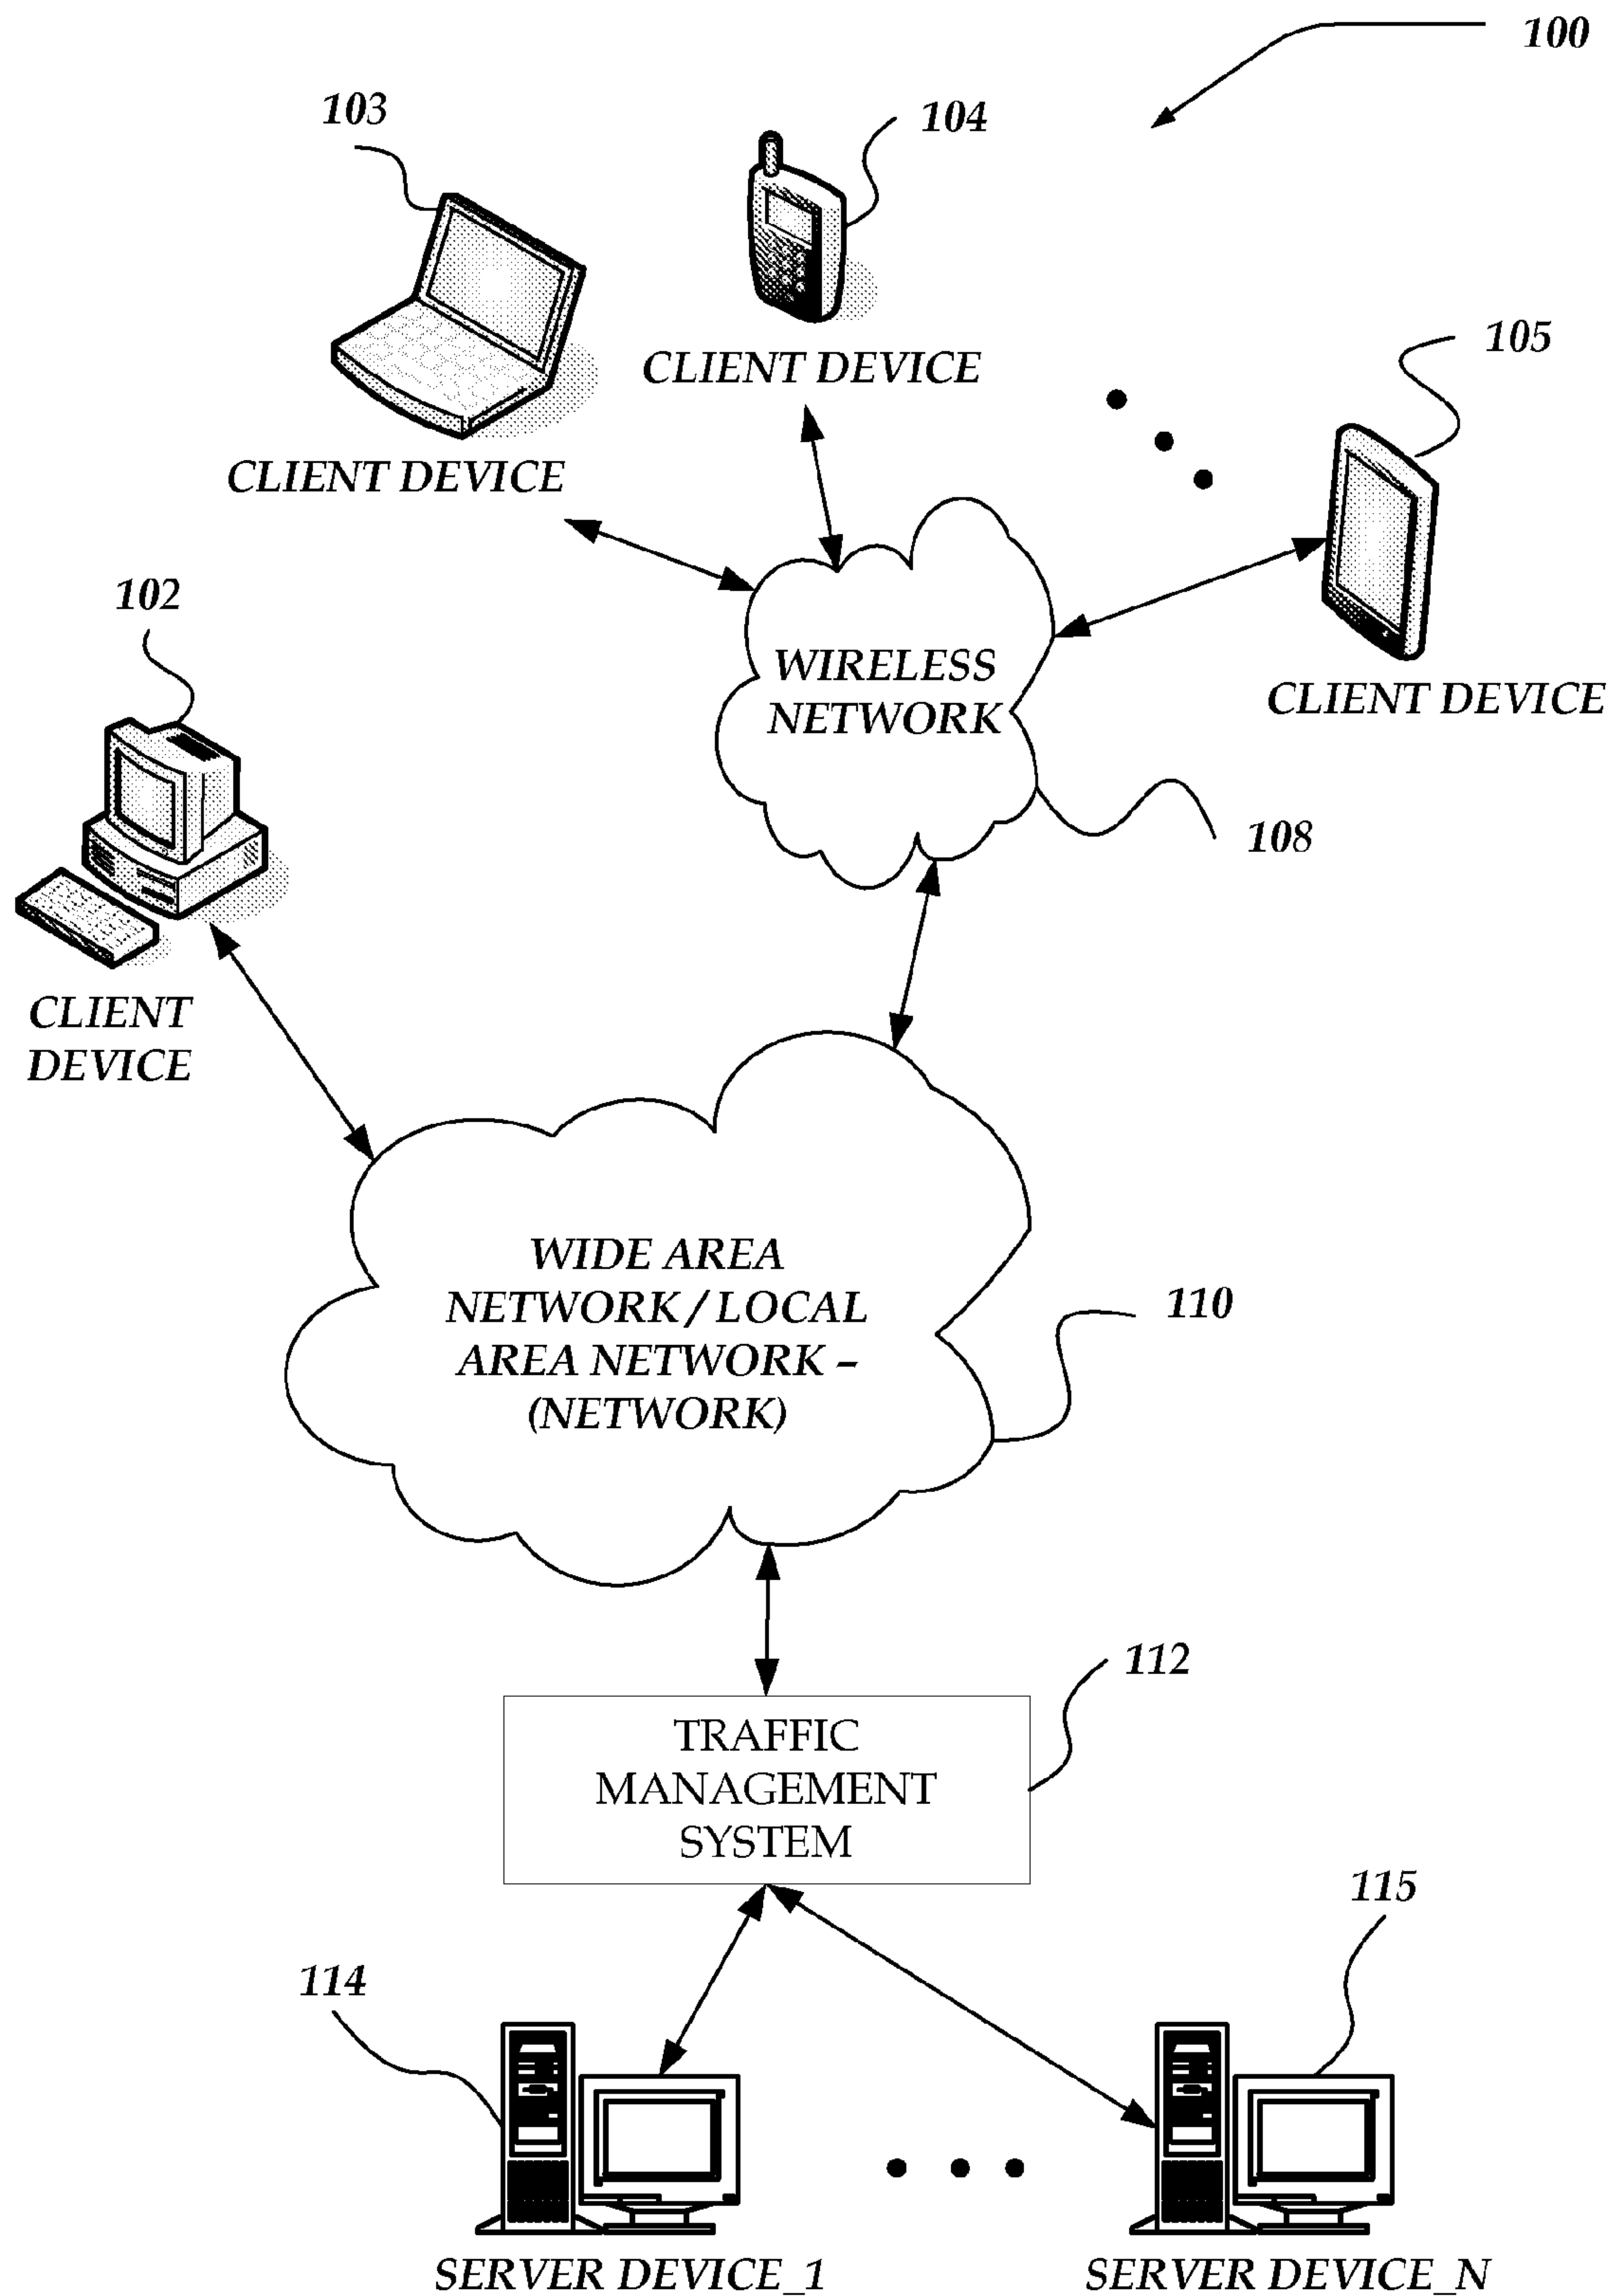 100
103
104
CLIENT DEVICE
105
CLIENT DEVICE
102
WIRELESS
NETWORK
CLIENT DEVICE
108
CLIENT
DEVICE
WIDE AREA
NETWORK / LOCAL
AREA NETWORK –
(NETWORK)
110
112
TRAFFIC
MANAGEMENT
SYSTEM
115
114
SERVER DEVICE_1
SERVER DEVICE_N